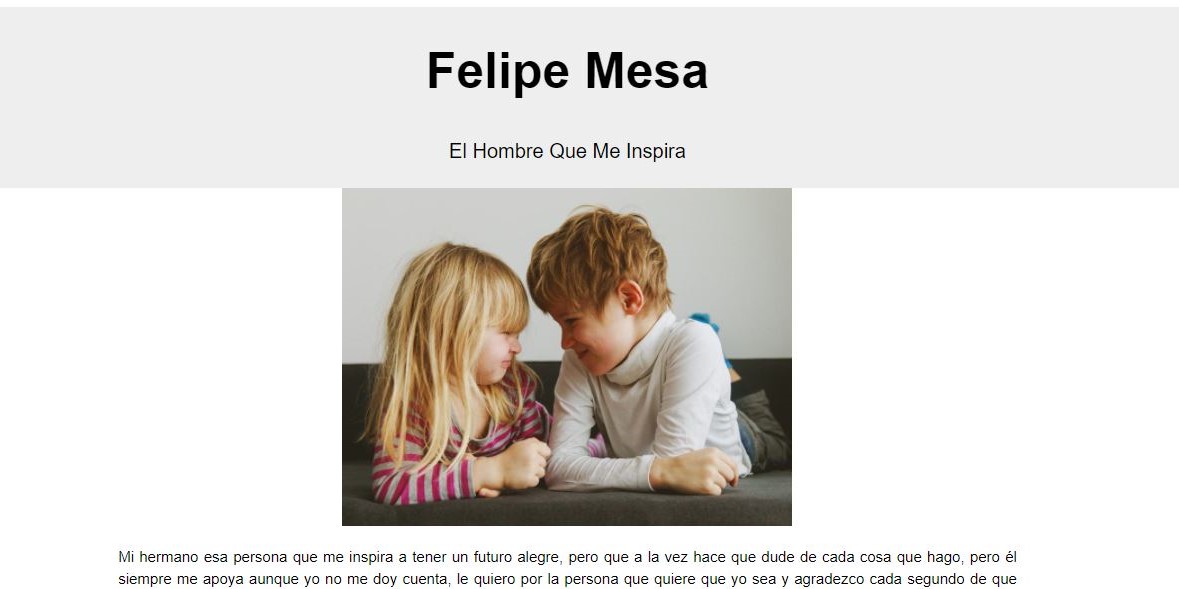 Felipe Mesa
El Hombre Que Me Inspira
Mi hermano esa persona que me inspira a tener un futuro alegre, pero que a la vez hace que dude de cada cosa que hago, pero él
siempre me apoya aunque yo no me doy cuenta, le quiero por la persona que quiere que yo sea y agradezco cada segundo de que